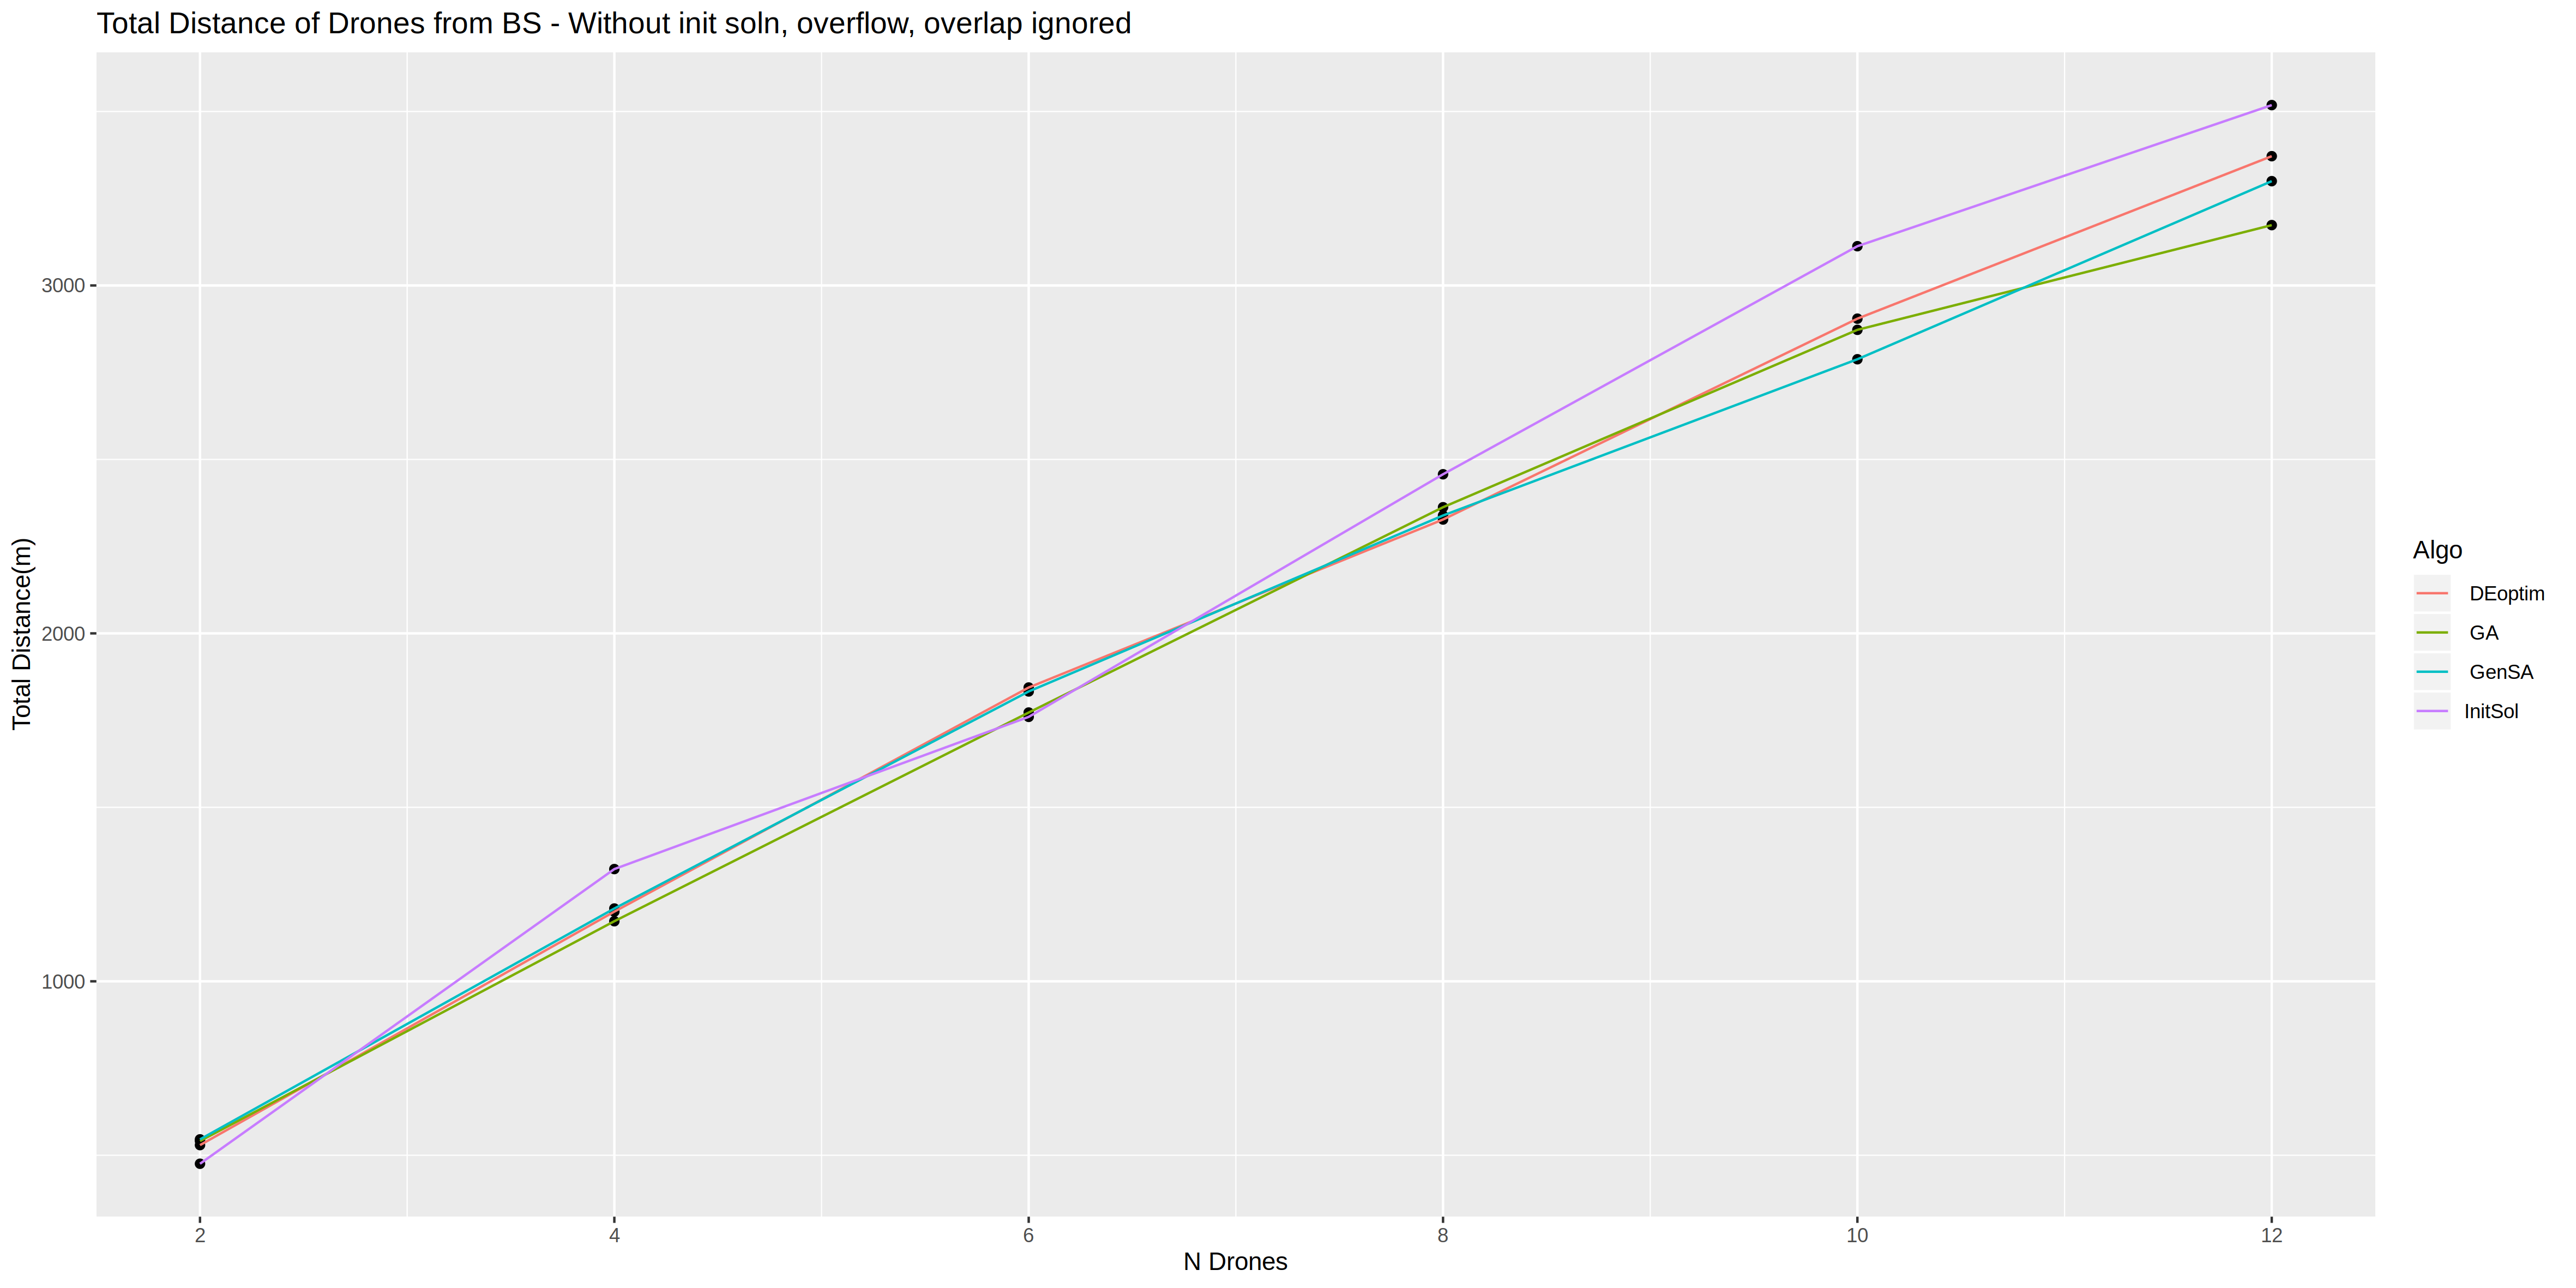 Total Distance of Drones from BS - Without init soln, overflow, overlap ignored
Total Distance(m)
3000
2000
1000
2 4 6 8 10 12
N Drones
Algo
DEoptim
GA
GenSA
InitSol